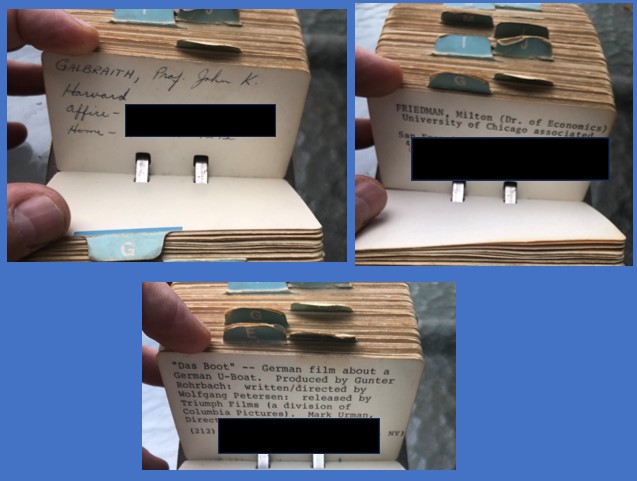 GALBRAITH, Prof. John K.
Harvard
Office -
Home -
G
FRIEDMAN, Milton (Dr. of Economics)
University of Chicago associated
G
"Das Boot" -- German film about a
German U-Boat. Produced by Gunter
Rohrbach: written/directed by
Wolfgang Petersen: released by
Triumph Films (a division of
Columbia Pictures). Mark Urman,
(212)
NY)
G
E